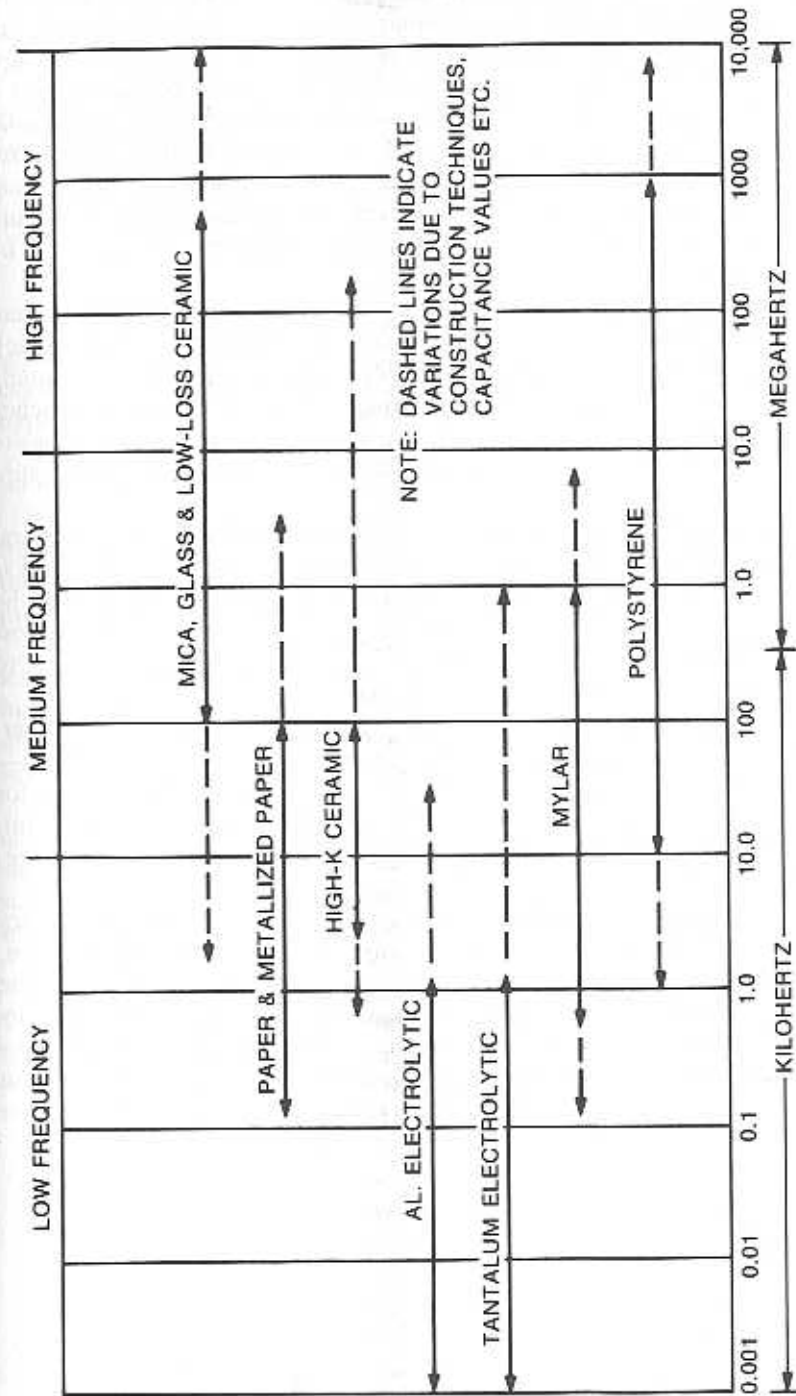 LOW FREQUENCY
MEDIUM FREQUENCY
HIGH FREQUENCY
MICA, GLASS & LOW-LOSS CERAMIC
PAPER & METALLIZED PAPER
HIGH-K CERAMIC
AL. ELECTROLYTIC
NOTE: DASHED LINES INDICATE
VARIATIONS DUE TO
CONSTRUCTION TECHNIQUES,
CAPACITANCE VALUES ETC.
TANTALUM ELECTROLYTIC
MYLAR
POLYSTYRENE
0.001 0.01 0.1 1.0 10.0 100 1.0 10.0 100 1000 10,000
KILOHERTZ MEGAHERTZ